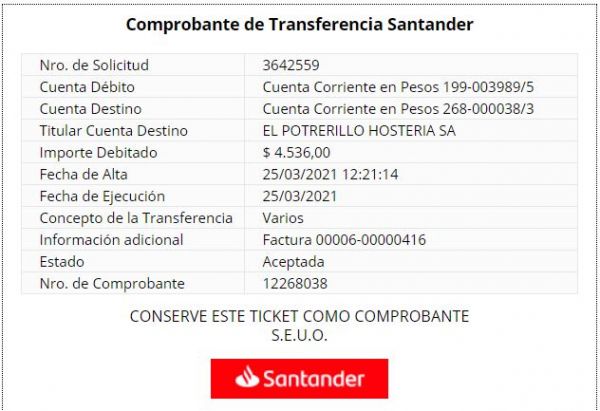 Comprobante de Transferencia Santander
Nro. de Solicitud 3642559
Cuenta Débito Cuenta Corriente en Pesos 199-003989/5
Cuenta Destino Cuenta Corriente en Pesos 268-000038/3
Titular Cuenta Destino EL POTRERILLO HOSTERIA SA
Importe Debitado $ 4.536,00
Fecha de Alta 25/03/2021 12:21:14
Fecha de Ejecución 25/03/2021
Concepto de la Transferencia Varios
Información adicional Factura 00006-00000416
Estado Aceptada
Nro. de Comprobante 12268038
CONSERVE ESTE TICKET COMO COMPROBANTE
S.E.U.O.
Santander